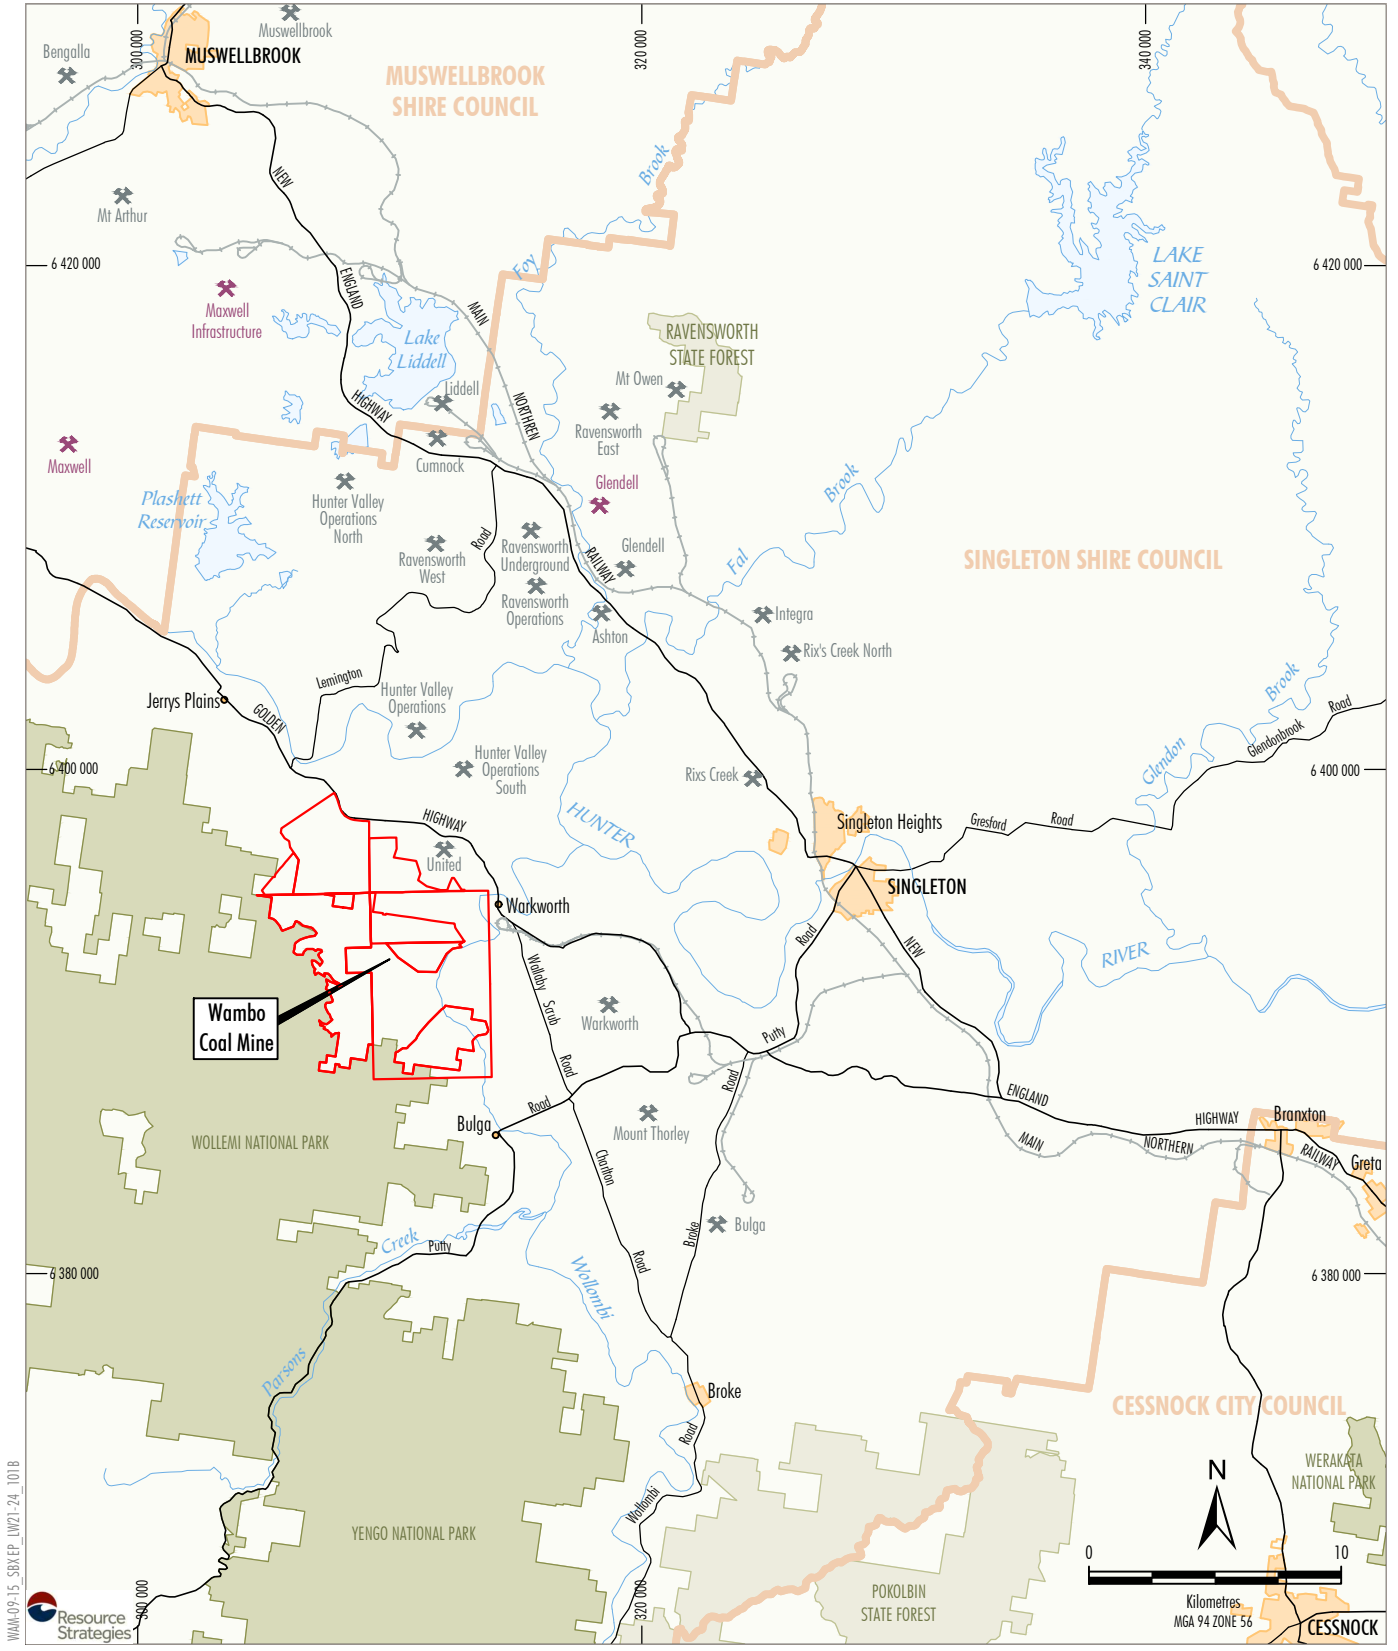 Muswellbrook
Bengalla
MUSWELLBROOK
300 000
320 000
340 000
MUSWELLBROOK
SHIRE COUNCIL
NEW
Brook
Mt Arthur
6 420 000
6 420 000
Foy
ENGLAND
LAKE
SAINT
CLAIR
Maxwell
Infrastructure
MAIN
Lake
Liddell
RAVENSWORTH
STATE FOREST
Mt Owen
Liddell
HIGHWAY
NORTHREN
Ravensworth
East
Maxwell
Cumnock
Glendell
Brook
Plashett
Reservoir
Hunter Valley
Operations
North
Road
Ravensworth
West
Ravensworth
Underground
Glendell
RAILWAY
Fal
SINGLETON SHIRE COUNCIL
Ravensworth
Operations
Ashton
Integra
Rix's Creek North
Lemington
Jerrys Plains
GOLDEN
Hunter Valley
Operations
Brook
Road
Glendonbrook
Glendon
Hunter Valley
Operations
South
6 400 000
6 400 000
Rixs Creek
HIGHWAY
HUNTER
Singleton Heights
Gresford
Road
United
SINGLETON
Warkworth
Road
NEW
RIVER
Wallaby
Scrub
Road
Wambo
Coal Mine
Warkworth
Putty
Road
Road
ENGLAND
HIGHWAY
Branxton
Bulga
Mount Thorley
MAIN
NORTHERN
RAILWAY
Greta
WOLLEMI NATIONAL PARK
Charlton
Road
Broke
Bulga
Creek
Putty
Wollombi
6 380 000
6 380 000
Parsons
Broke
CESSNOCK CITY COUNCIL
Road
Wollombi
WERAKATA
NATIONAL PARK
N
YENGO NATIONAL PARK
0
10
Kilometres
MGA 94 ZONE 56
POKOLBIN
STATE FOREST
CESSNOCK
300 000
320 000
Resource
Strategies
WAM-09-15_SBX EP_LW21-24_101B